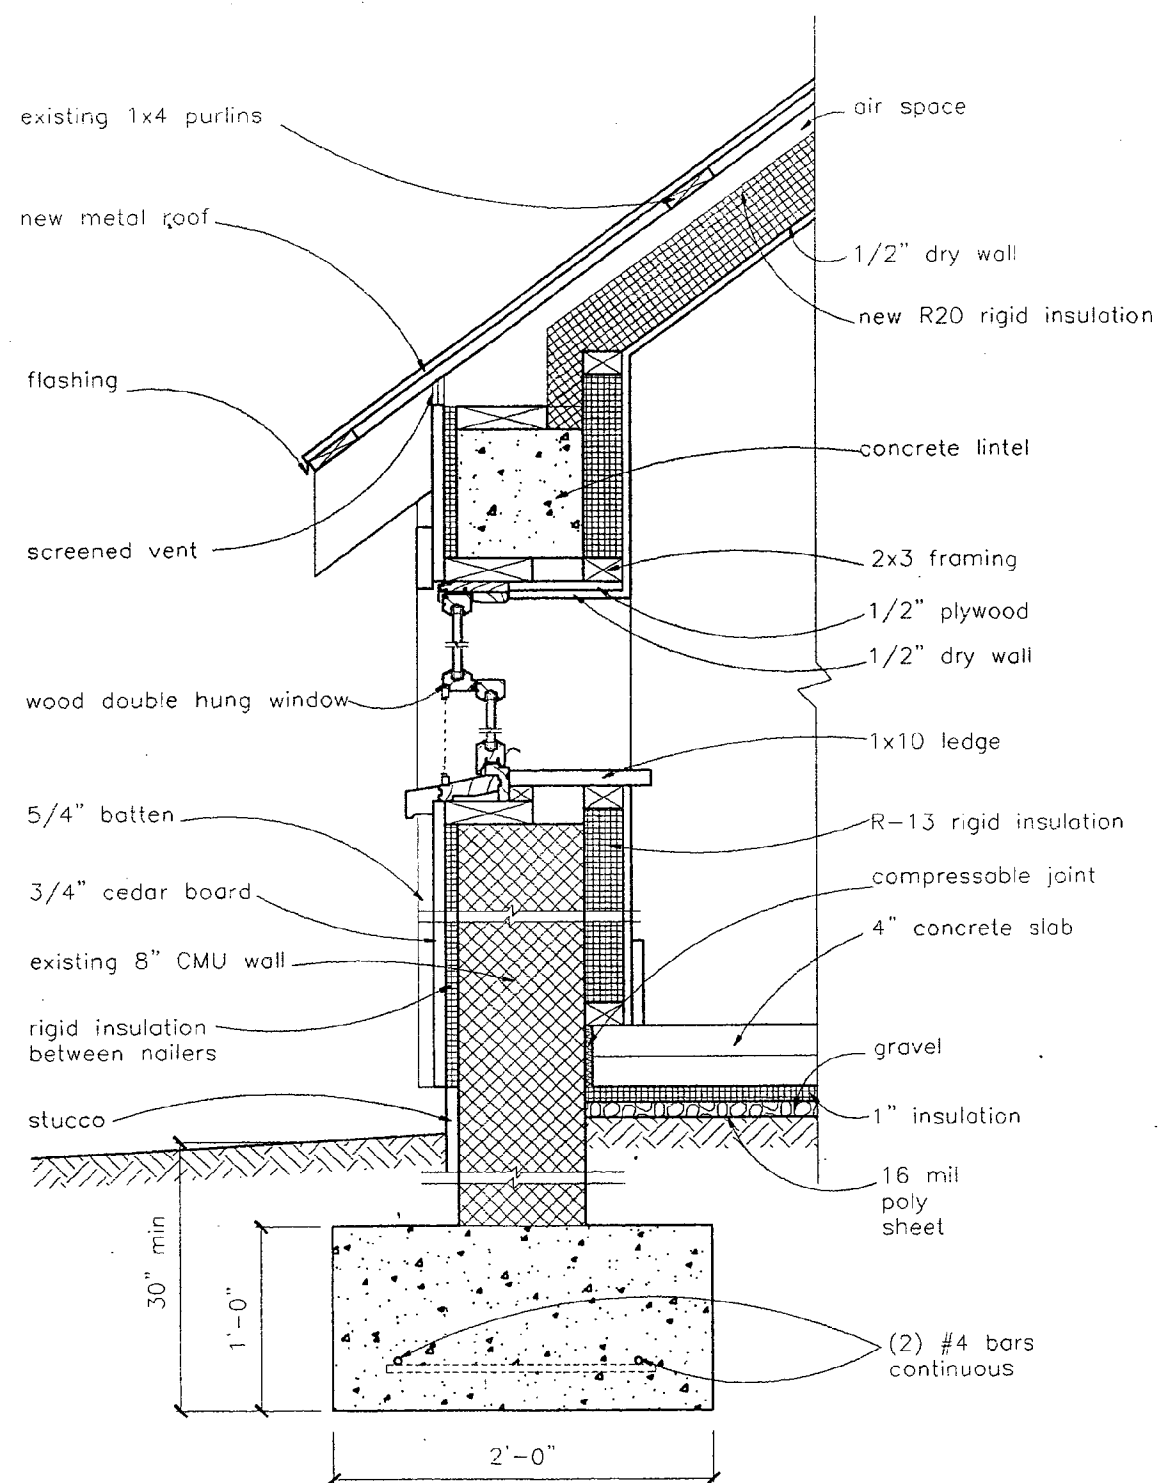 existing 1x4 purlins
new metal roof
flashing
screened vent
wood double hung window
5/4" batten
3/4" cedar board
existing 8" CMU wall
rigid insulation
between nailers
stucco
30" min
1'-0"
2'-0"
air space
1/2" dry wall
new R20 rigid insulation
concrete lintel
2x3 framing
1/2" plywood
1/2" dry wall
1x10 ledge
R-13 rigid insulation
compressable joint
4" concrete slab
gravel
1" insulation
16 mil
poly
sheet
(2) #4 bars
continuous